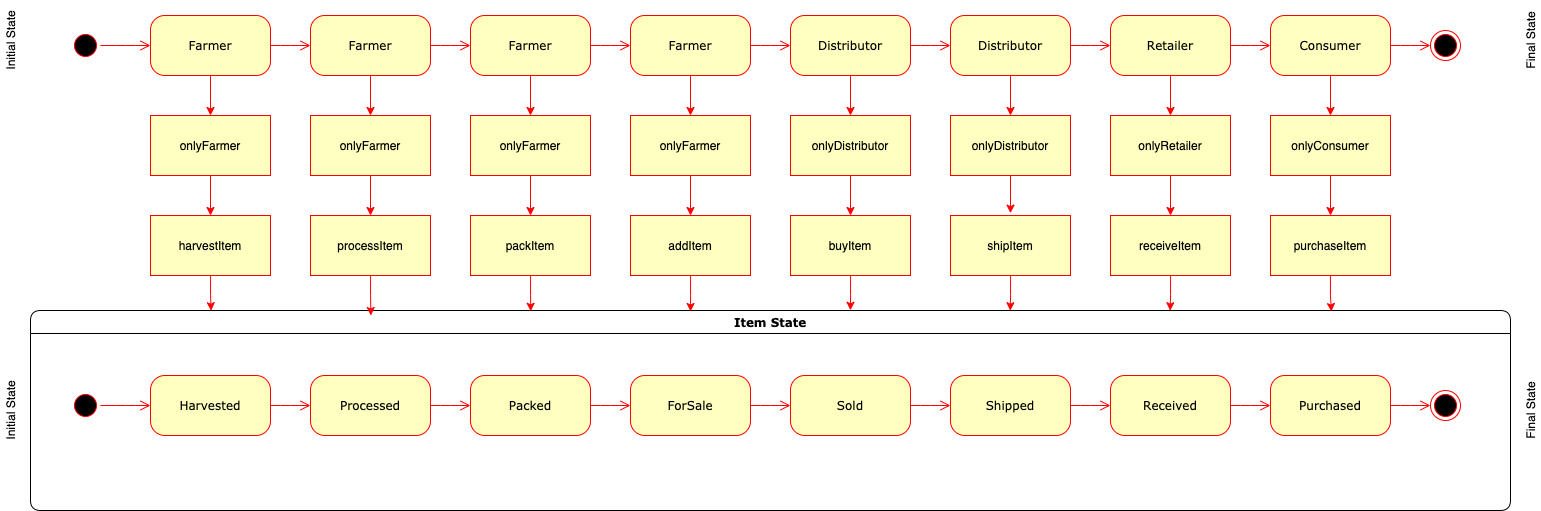 Initial State
Farmer
Farmer
Farmer
Farmer
Distributor
Distributor
Retailer
Consumer
Final State
onlyFarmer
onlyFarmer
onlyFarmer
onlyFarmer
onlyDistributor
onlyDistributor
onlyRetailer
onlyConsumer
harvestItem
processItem
packItem
addItem
buyItem
shipItem
receiveItem
purchaseItem
Item State
Initial State
Harvested
Processed
Packed
ForSale
Sold
Shipped
Received
Purchased
Final State